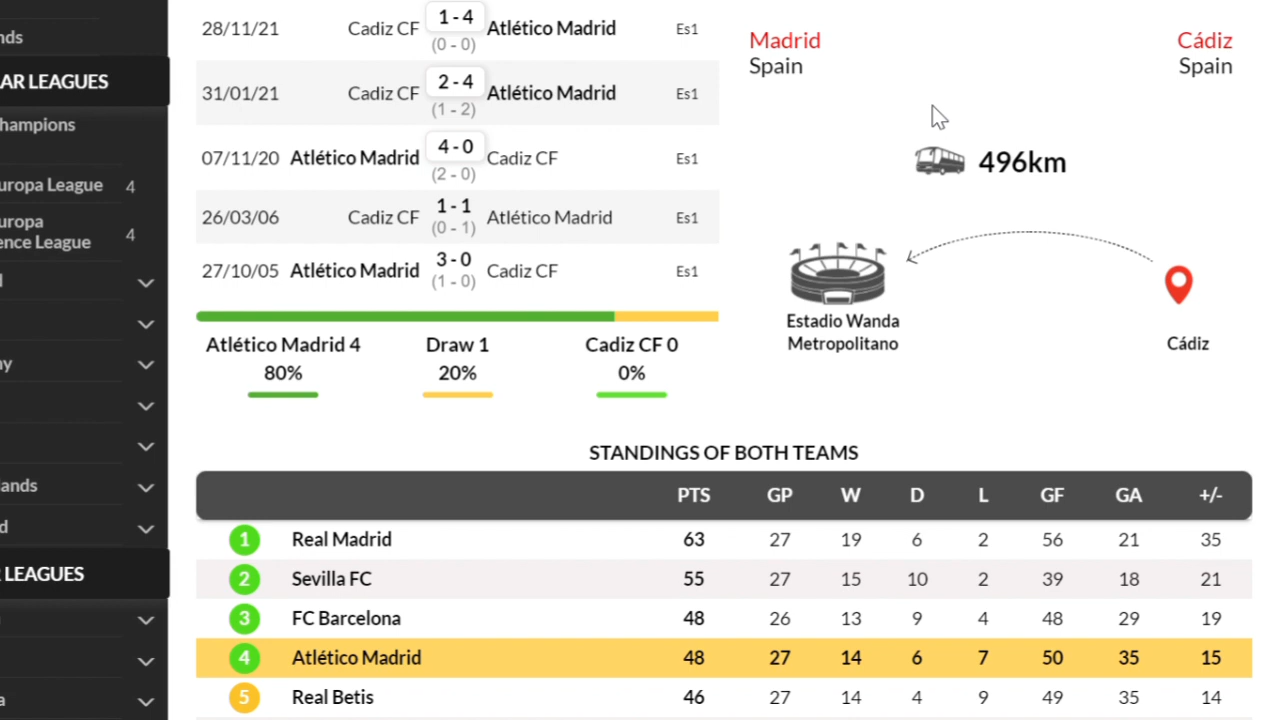 nds
AR LEAGUES
hampions
uropa League 4
uropa
ence League 4
ny
ands
d
R LEAGUES
a
28/11/21 Cadiz CF 1 - 4 Atlético Madrid Es1
(0 - 0)
31/01/21 Cadiz CF 2 - 4 Atlético Madrid Es1
(1 - 2)
07/11/20 Atlético Madrid 4 - 0 Cadiz CF Es1
(2 - 0)
26/03/06 Cadiz CF 1 - 1 Atlético Madrid Es1
(0 - 1)
27/10/05 Atlético Madrid 3 - 0 Cadiz CF Es1
(1 - 0)
Atlético Madrid 4 Draw 1 Cadiz CF 0
80% 20% 0%
Madrid Cádiz
Spain Spain
496km
Estadio Wanda
Metropolitano Cádiz
STANDINGS OF BOTH TEAMS
PTS GP W D L GF GA +/-
1 Real Madrid 63 27 19 6 2 56 21 35
2 Sevilla FC 55 27 15 10 2 39 18 21
3 FC Barcelona 48 26 13 9 4 48 29 19
4 Atlético Madrid 48 27 14 6 7 50 35 15
5 Real Betis 46 27 14 4 9 49 35 14